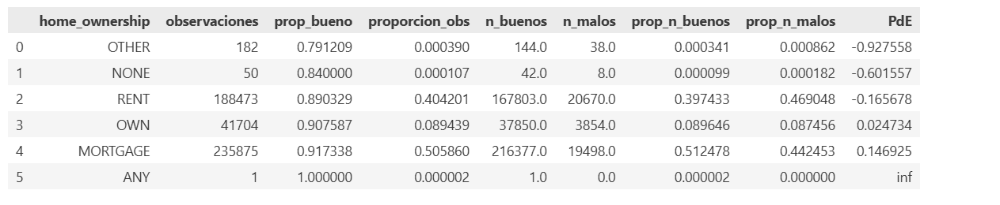 home_ownership observaciones prop_bueno proporcion_obs n_buenos n_malos prop_n_buenos prop_n_malos PdE
0 OTHER 182 0.791209 0.000390 144.0 38.0 0.000341 0.000862 -0.927558
1 NONE 50 0.840000 0.000107 42.0 8.0 0.000099 0.000182 -0.601557
2 RENT 188473 0.890329 0.404201 167803.0 20670.0 0.397433 0.469048 -0.165678
3 OWN 41704 0.907587 0.089439 37850.0 3854.0 0.089646 0.087456 0.024734
4 MORTGAGE 235875 0.917338 0.505860 216377.0 19498.0 0.512478 0.442453 0.146925
5 ANY 1 1.000000 0.000002 1.0 0.0 0.000002 0.000000 inf